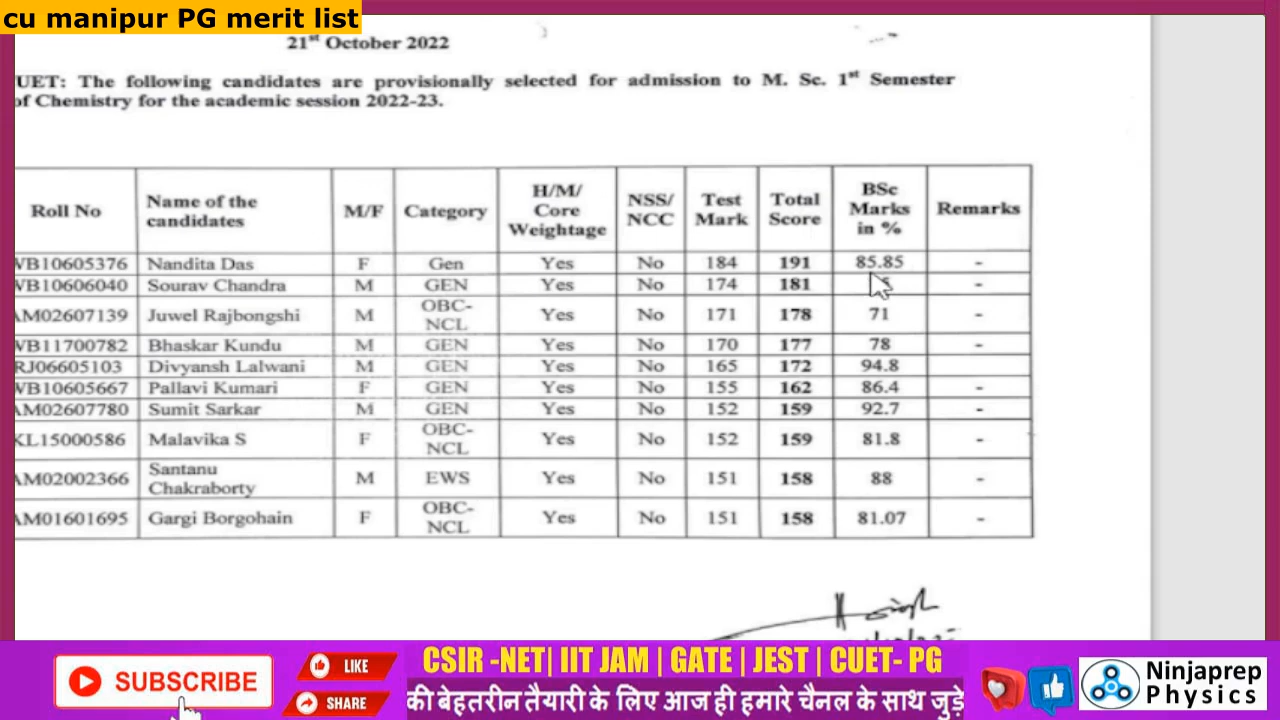 cu manipur PG merit list
21st October 2022
UET: The following candidates are provisionally selected for admission to M. Sc. 1st Semester
of Chemistry for the academic session 2022-23.
Roll No Name of the candidates M/F Category H/M/ Core Weightage NSS/ NCC Test Mark Total Score BSc Marks in % Remarks
WB10605376 Nandita Das F Gen Yes No 184 191 85.85 -
WB10606040 Sourav Chandra M GEN Yes No 174 181 -
AM02607139 Juwel Rajbongshi M OBC-NCL Yes No 171 178 71 -
WB11700782 Bhaskar Kundu M GEN Yes No 170 177 78 -
RJ06605103 Divyansh Lalwani M GEN Yes No 165 172 94.8 -
WB10605667 Pallavi Kumari F GEN Yes No 155 162 86.4 -
AM02607780 Sumit Sarkar M GEN Yes No 152 159 92.7 -
KL15000586 Malavika S F OBC-NCL Yes No 152 159 81.8 -
AM02002366 Santanu Chakraborty M EWS Yes No 151 158 88 -
AM01601695 Gargi Borgohain F OBC-NCL Yes No 151 158 81.07 -
SUBSCRIBE
LIKE
SHARE
CSIR -NET| IIT JAM | GATE | JEST | CUET- PG
की बेहतरीन तैयारी के लिए आज ही हमारे चैनल के साथ जुड़े
Ninjaprep
Physics